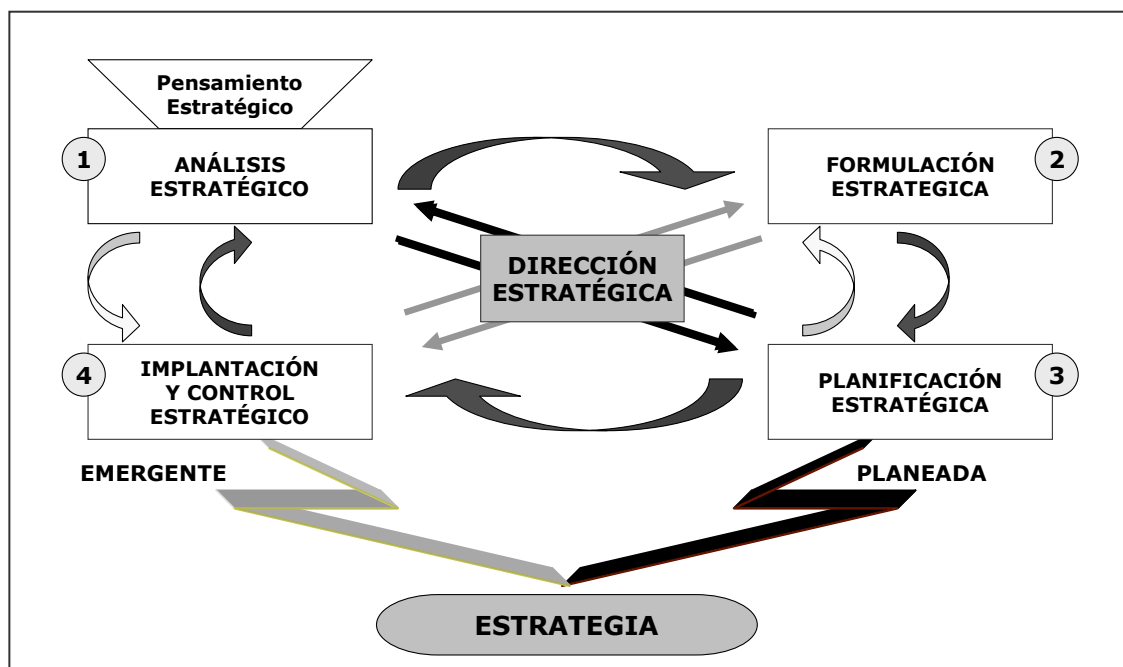 Pensamiento
Estratégico
1
ANÁLISIS
ESTRATÉGICO
FORMULACIÓN
ESTRATEGICA
2
DIRECCIÓN
ESTRATÉGICA
4
IMPLANTACIÓN
Y CONTROL
ESTRATÉGICO
PLANIFICACIÓN
ESTRATÉGICA
3
EMERGENTE
PLANEADA
ESTRATEGIA